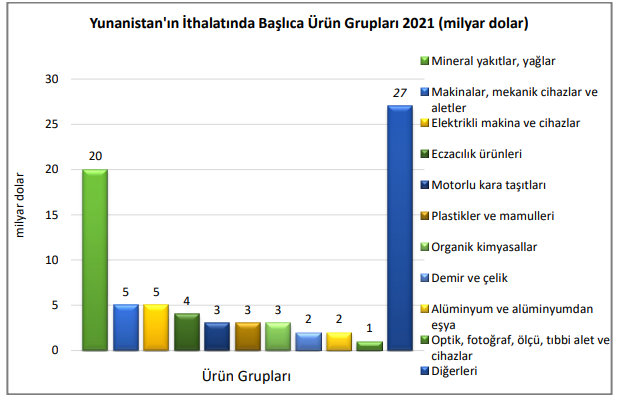 Yunanistan'ın İthalatında Başlıca Ürün Grupları 2021 (milyar dolar)
milyar dolar
30
25
20
15
10
5
0
20
5
5
4
3
3
3
2
2
1
27
Ürün Grupları
Mineral yakıtlar, yağlar
Makinalar, mekanik cihazlar ve
aletler
Elektrikli makina ve cihazlar
Eczacılık ürünleri
Motorlu kara taşıtları
Plastikler ve mamulleri
Organik kimyasallar
Demir ve çelik
Alüminyum ve alüminyumdan
eşya
Optik, fotoğraf, ölçü, tıbbi alet ve
cihazlar
Diğerleri